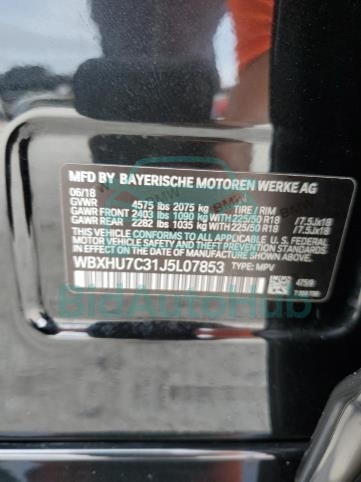 MFD BY BAYERISCHE MOTOREN WERKE AG
06/18
GVWR 4575 lbs 2075 kg TIRE / RIM
GAWR FRONT 2403 lbs 1090 kg WITH 225/50 R18 /7.5Jx18
GAWR REAR 2282 lbs 1035 kg WITH 225/50 R18 /7.5Jx18
THIS VEHICLE CONFORMS TO ALL APPLICABLE
U.S. FEDERAL MOTOR VEHICLE SAFETY, BUMPER,
AND THEFT PREVENTION STANDARDS IN EFFECT ON THE
DATE OF MANUFACTURE SHOWN ABOVE.
WBXHU7C31J5L07853 TYPE: MPV
BidAutoHub